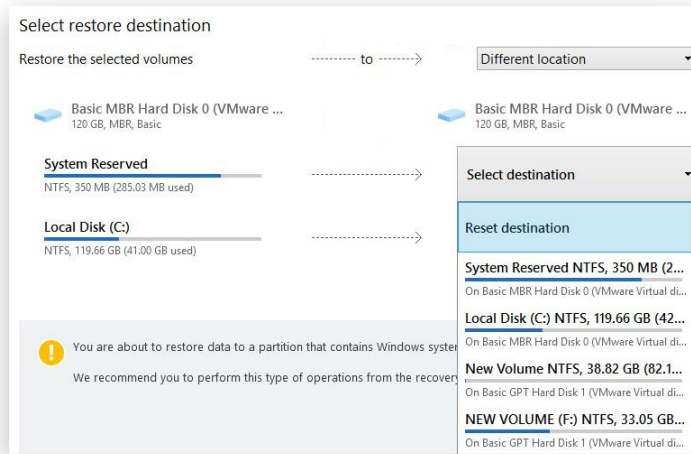 Select restore destination
Restore the selected volumes to Different location
Basic MBR Hard Disk 0 (VMware ... Basic MBR Hard Disk 0 (VMware ...
120 GB, MBR, Basic 120 GB, MBR, Basic
System Reserved
NTFS, 350 MB (285.03 MB used)
Select destination
Local Disk (C:)
NTFS, 119.66 GB (41.00 GB used)
Reset destination
System Reserved NTFS, 350 MB (2...
On Basic MBR Hard Disk 0 (VMware Virtual di...
Local Disk (C:) NTFS, 119.66 GB (42...
On Basic MBR Hard Disk 0 (VMware Virtual di...
New Volume NTFS, 38.82 GB (82.1...
On Basic GPT Hard Disk 1 (VMware Virtual di...
NEW VOLUME (F:) NTFS, 33.05 GB...
On Basic GPT Hard Disk 1 (VMware Virtual di...
You are about to restore data to a partition that contains Windows system
We recommend you to perform this type of operations from the recovery